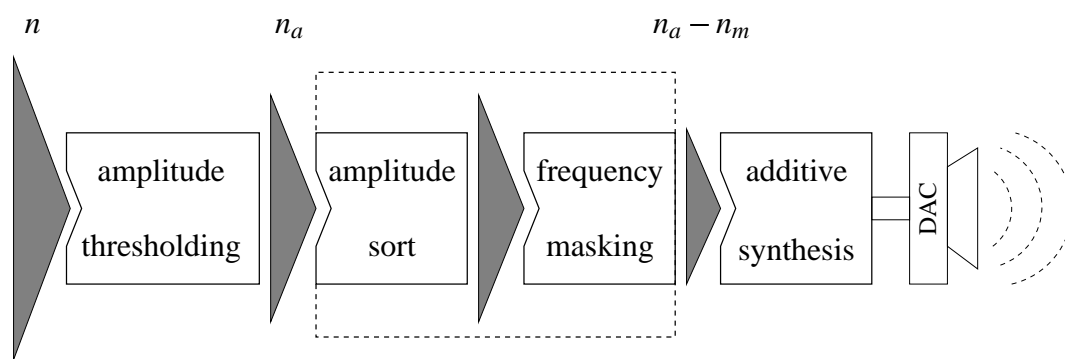 n
n_a
n_a − n_m
amplitude
thresholding
amplitude
sort
frequency
masking
additive
synthesis
DAC